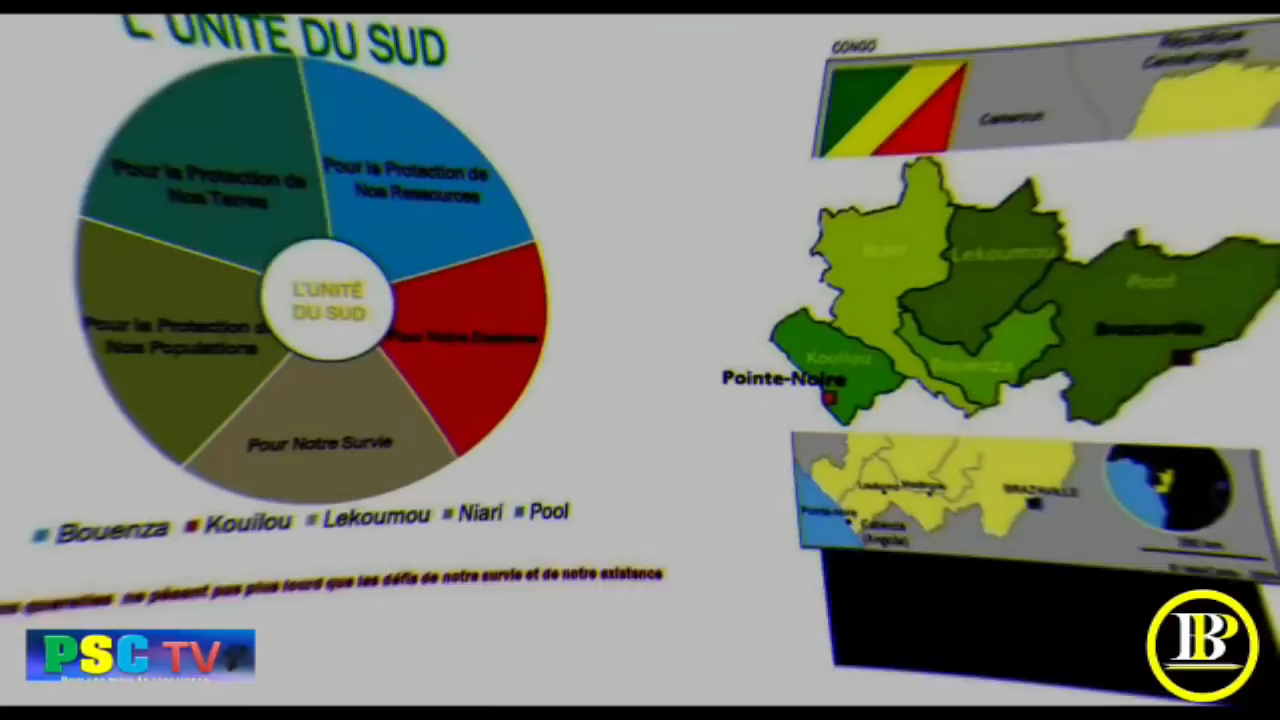 L'UNITÉ DU SUD
Pour la Protection de
Nos Terres
Pour la Protection de
Nos Ressources
L'UNITÉ
DU SUD
Pour la Protection
Nos Populations
Pour Notre
Pour Notre Survie
Bouenza Kouilou Lekoumou Niari Pool
querelles ne pèsent pas plus lourd que les défis de notre survie et de notre existence
PSC TV
CONGO
Cameroun
République
Centrafricaine
Niari
Lekoumou
Pool
Brazzaville
Kouilou
Bouenza
Pointe-Noire
BRAZZAVILLE
Pointe-Noire
Cabinda
(Angola)
BP